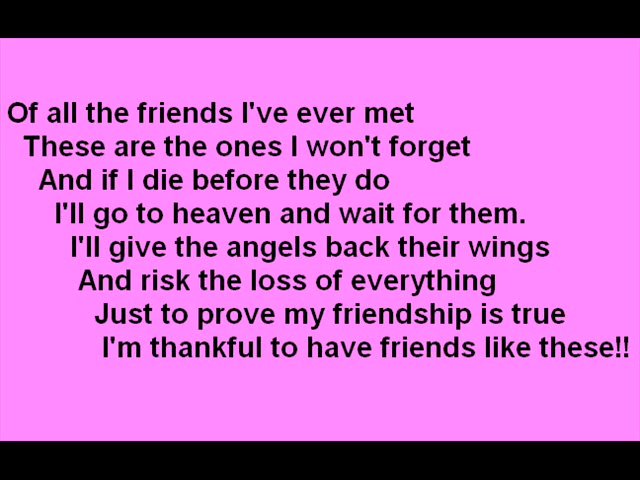 Of all the friends I've ever met
These are the ones I won't forget
And if I die before they do
I'll go to heaven and wait for them.
I'll give the angels back their wings
And risk the loss of everything
Just to prove my friendship is true
I'm thankful to have friends like these!!